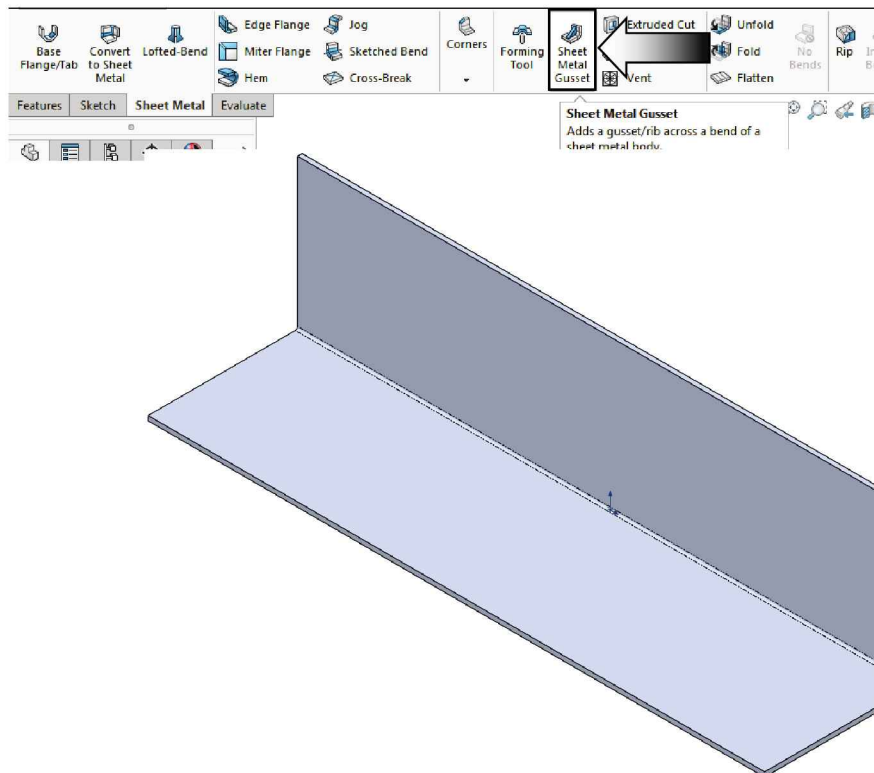 Base
Flange/Tab
Convert
to Sheet
Metal
Lofted-Bend
Edge Flange
Miter Flange
Hem
Jog
Sketched Bend
Cross-Break
Corners
Forming
Tool
Sheet
Metal
Gusset
Extruded Cut
Vent
Unfold
Fold
Flatten
No
Bends
Rip
Features
Sketch
Sheet Metal
Evaluate
Sheet Metal Gusset
Adds a gusset/rib across a bend of a
sheet metal body.